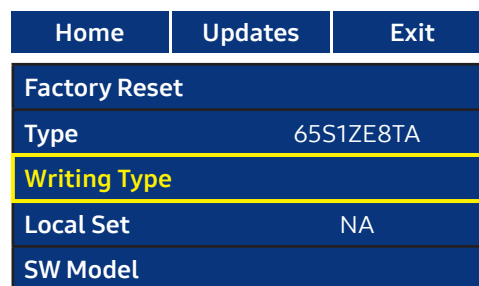 Home Updates Exit
Factory Reset
Type 65S1ZE8TA
Writing Type
Local Set NA
SW Model